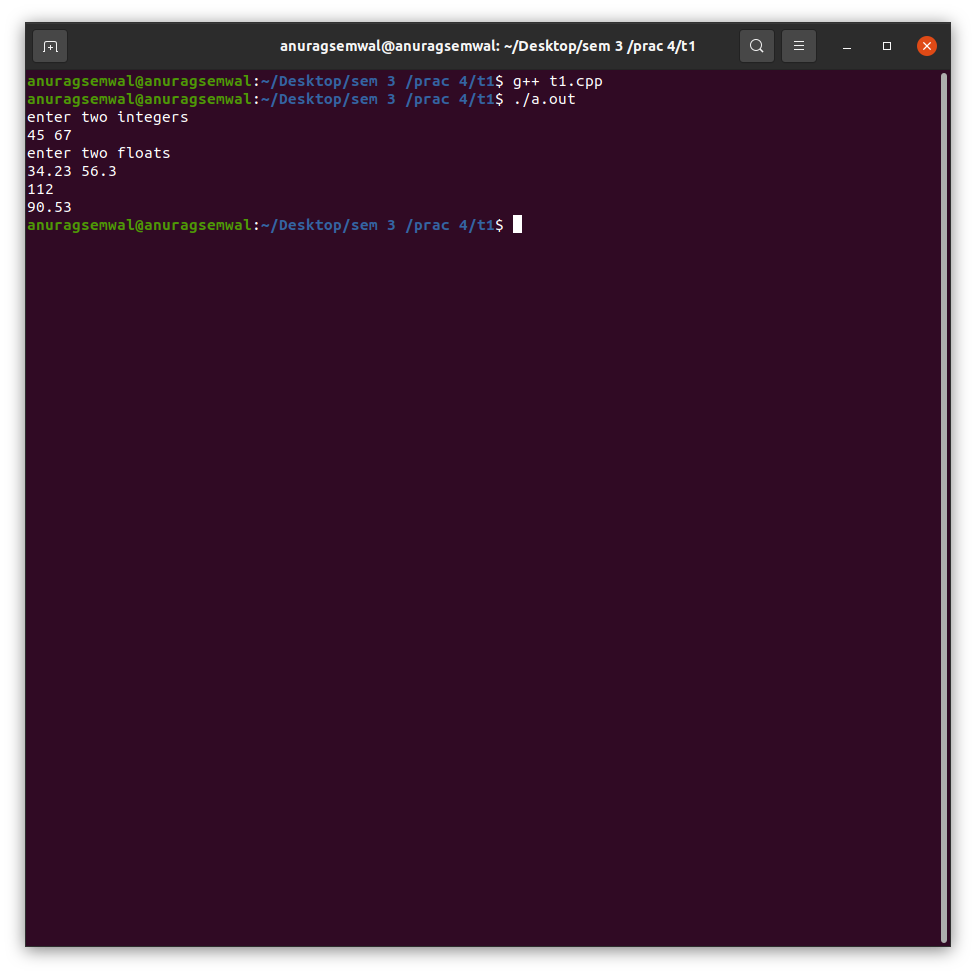 anuragsemwal@anuragsemwal: ~/Desktop/sem 3 /prac 4/t1
anuragsemwal@anuragsemwal:~/Desktop/sem 3 /prac 4/t1$ g++ t1.cpp
anuragsemwal@anuragsemwal:~/Desktop/sem 3 /prac 4/t1$ ./a.out
enter two integers
45 67
enter two floats
34.23 56.3
112
90.53
anuragsemwal@anuragsemwal:~/Desktop/sem 3 /prac 4/t1$